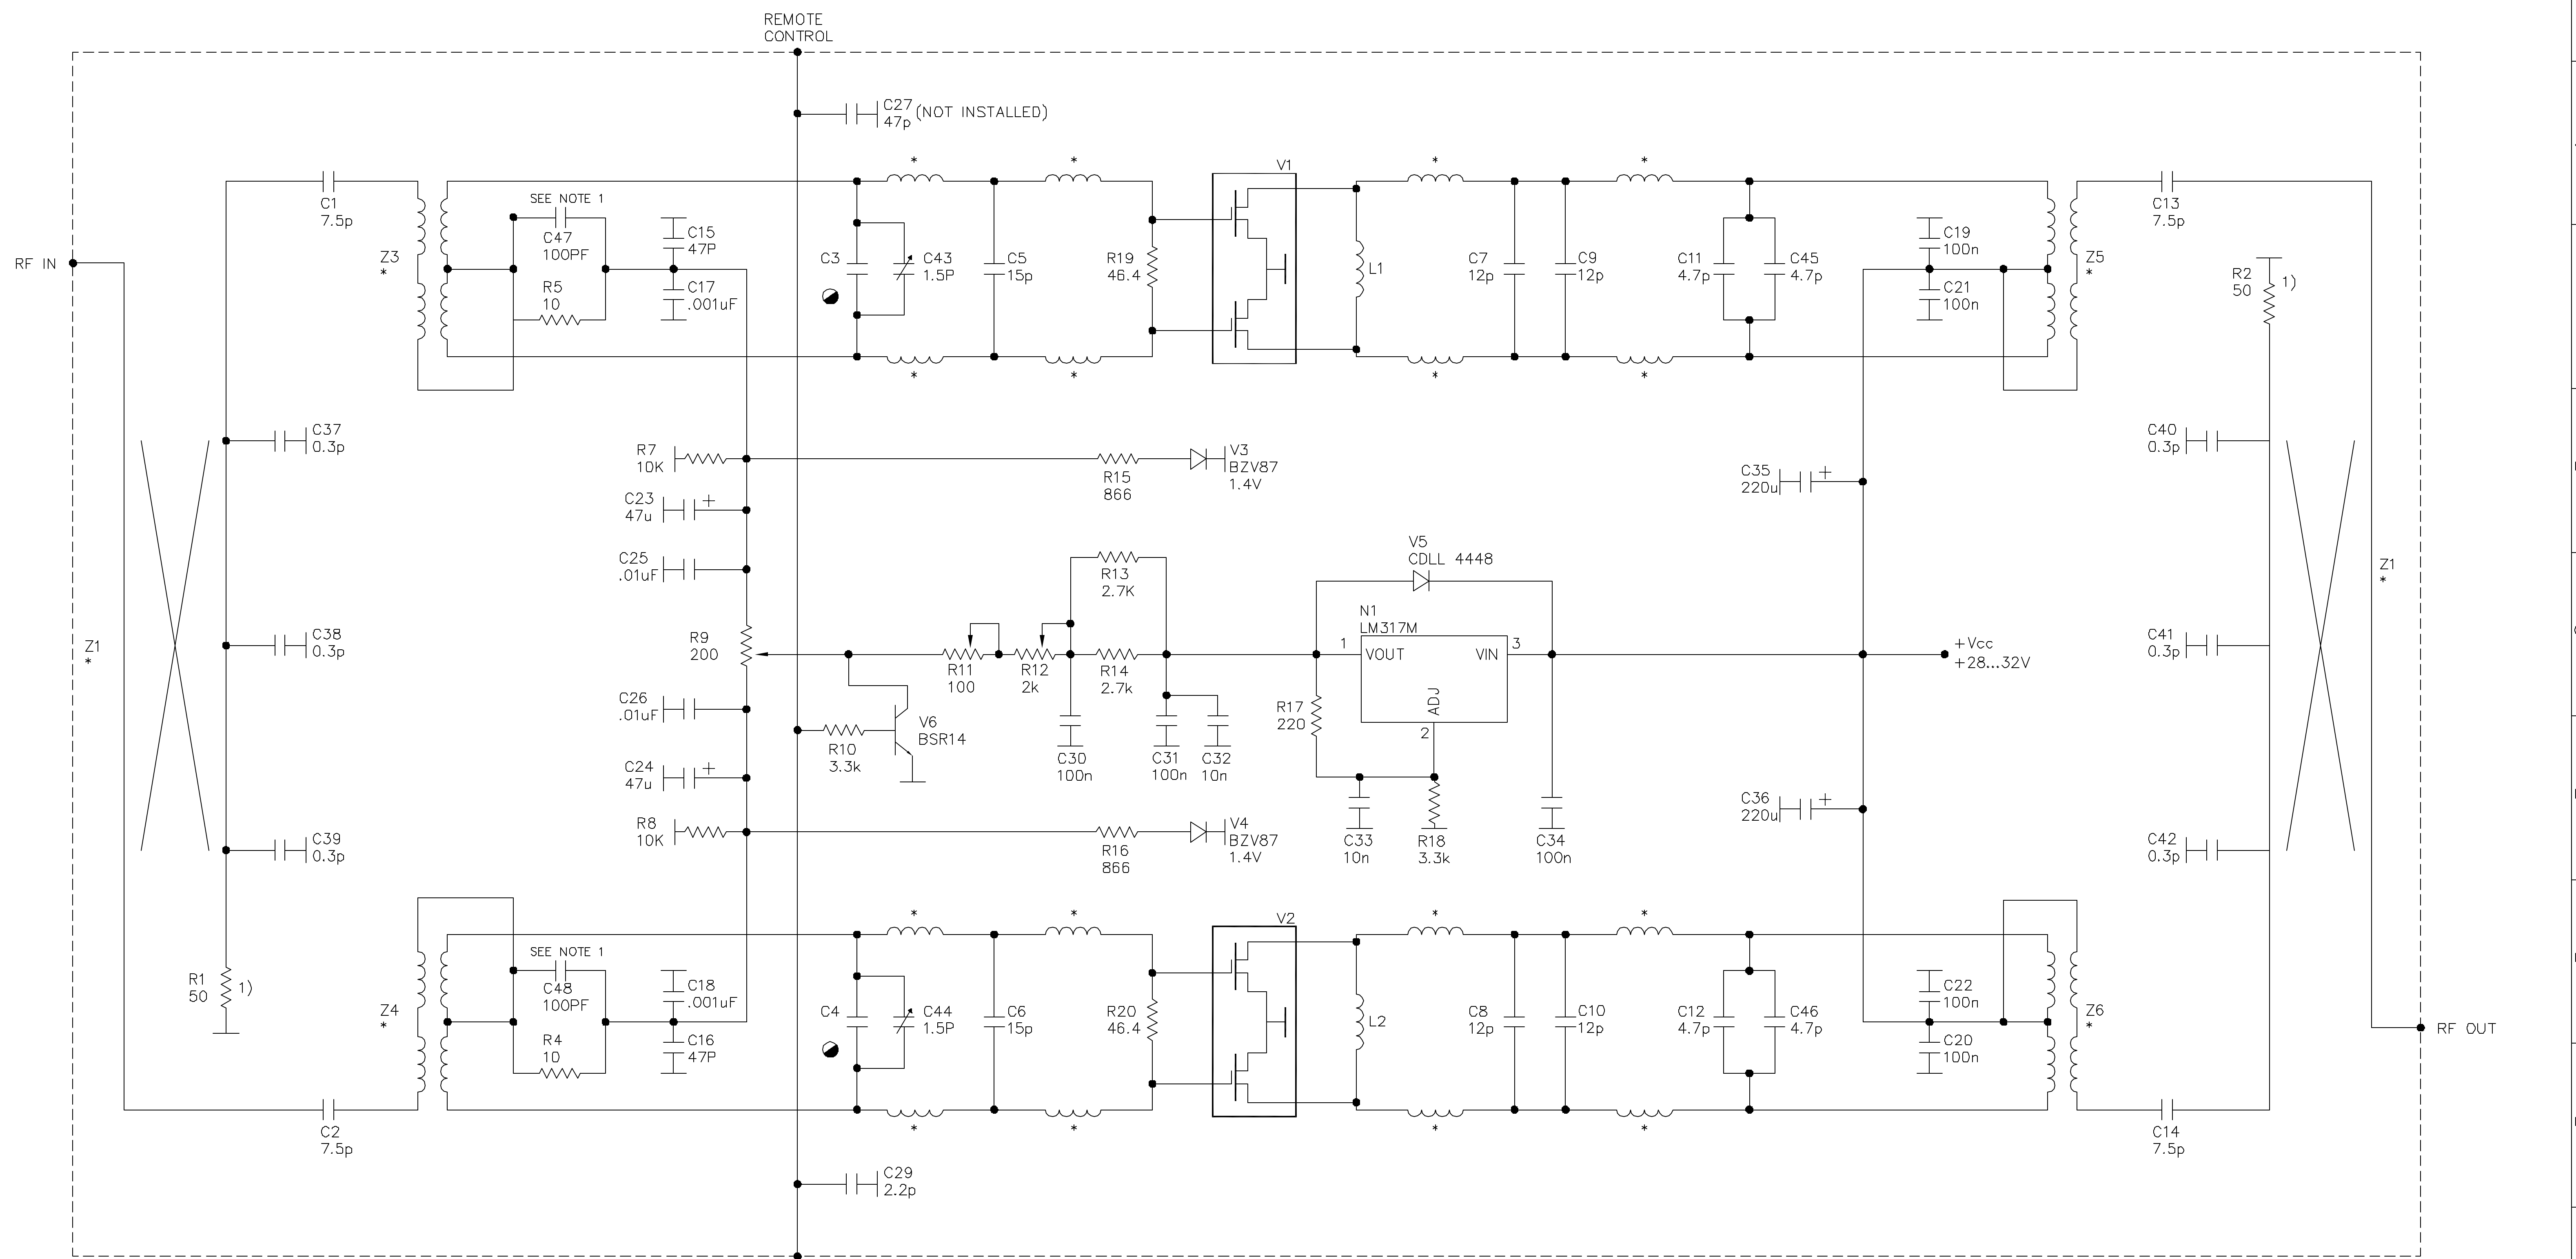 REMOTE
CONTROL
C27 (NOT INSTALLED)
47p
*
*
V1
*
*
C1
7.5p
SEE NOTE 1
C47
100PF
R5
10
Z3
*
C15
47P
C17
.001uF
C3
C43
1.5P
C5
15p
R19
46.4
L1
C7
12p
C9
12p
C11
4.7p
C45
4.7p
C19
100n
C21
100n
Z5
*
C13
7.5p
R2
50
1)
RF IN
*
*
*
*
C37
0.3p
R7
10K
R15
866
V3
BZV87
1.4V
C23
47u
+
C25
.01uF
C35
220u
+
C40
0.3p
V5
CDLL 4448
R13
2.7K
N1
LM317M
1
VOUT
VIN
3
ADJ
2
+Vcc
+28...32V
Z1
*
C38
0.3p
R9
200
R11
100
R12
2k
R14
2.7k
C41
0.3p
Z1
*
C26
.01uF
R10
3.3k
V6
BSR14
C30
100n
C31
100n
C32
10n
R17
220
C24
47u
+
C33
10n
R18
3.3k
C34
100n
C36
220u
+
C39
0.3p
R8
10K
R16
866
V4
BZV87
1.4V
C42
0.3p
*
*
V2
*
*
R1
50
1)
Z4
*
SEE NOTE 1
C48
100PF
R4
10
C18
.001uF
C16
47P
C4
C44
1.5P
C6
15p
R20
46.4
L2
C8
12p
C10
12p
C12
4.7p
C46
4.7p
C22
100n
C20
100n
Z6
*
RF OUT
C2
7.5p
*
*
*
*
C14
7.5p
C29
2.2p